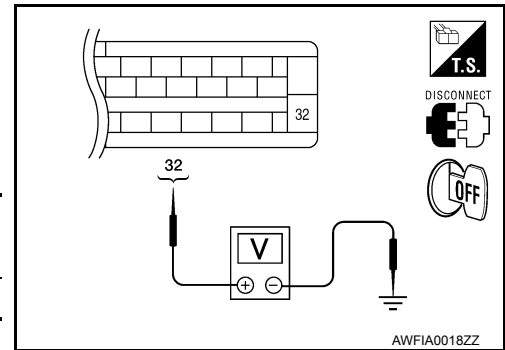 T.S.
DISCONNECT
32
OFF
32
V
+ −
AWFIA0018ZZ